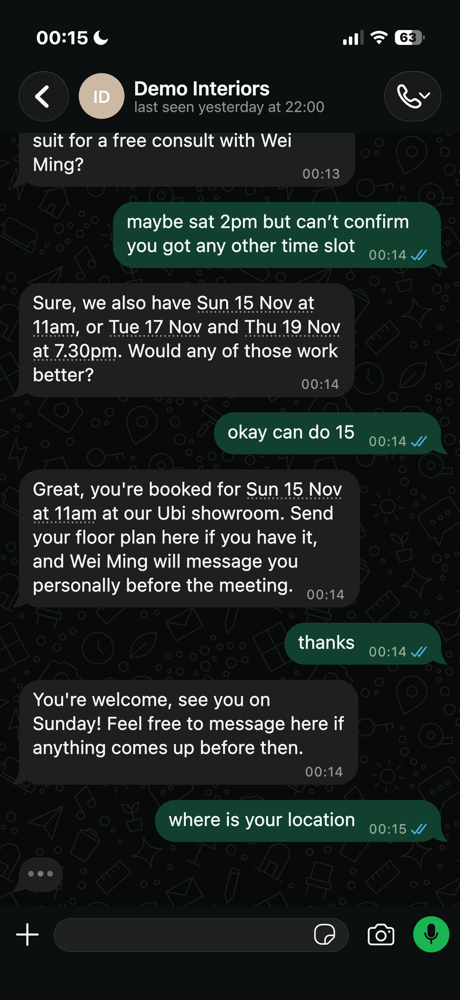 00:15
63
ID
Demo Interiors
last seen yesterday at 22:00
suit for a free consult with Wei
Ming?
00:13
maybe sat 2pm but can’t confirm
you got any other time slot
00:14
Sure, we also have Sun 15 Nov at
11am, or Tue 17 Nov and Thu 19 Nov
at 7.30pm. Would any of those work
better?
00:14
okay can do 15
00:14
Great, you're booked for Sun 15 Nov
at 11am at our Ubi showroom. Send
your floor plan here if you have it,
and Wei Ming will message you
personally before the meeting.
00:14
thanks
00:14
You're welcome, see you on
Sunday! Feel free to message here if
anything comes up before then.
00:14
where is your location
00:15